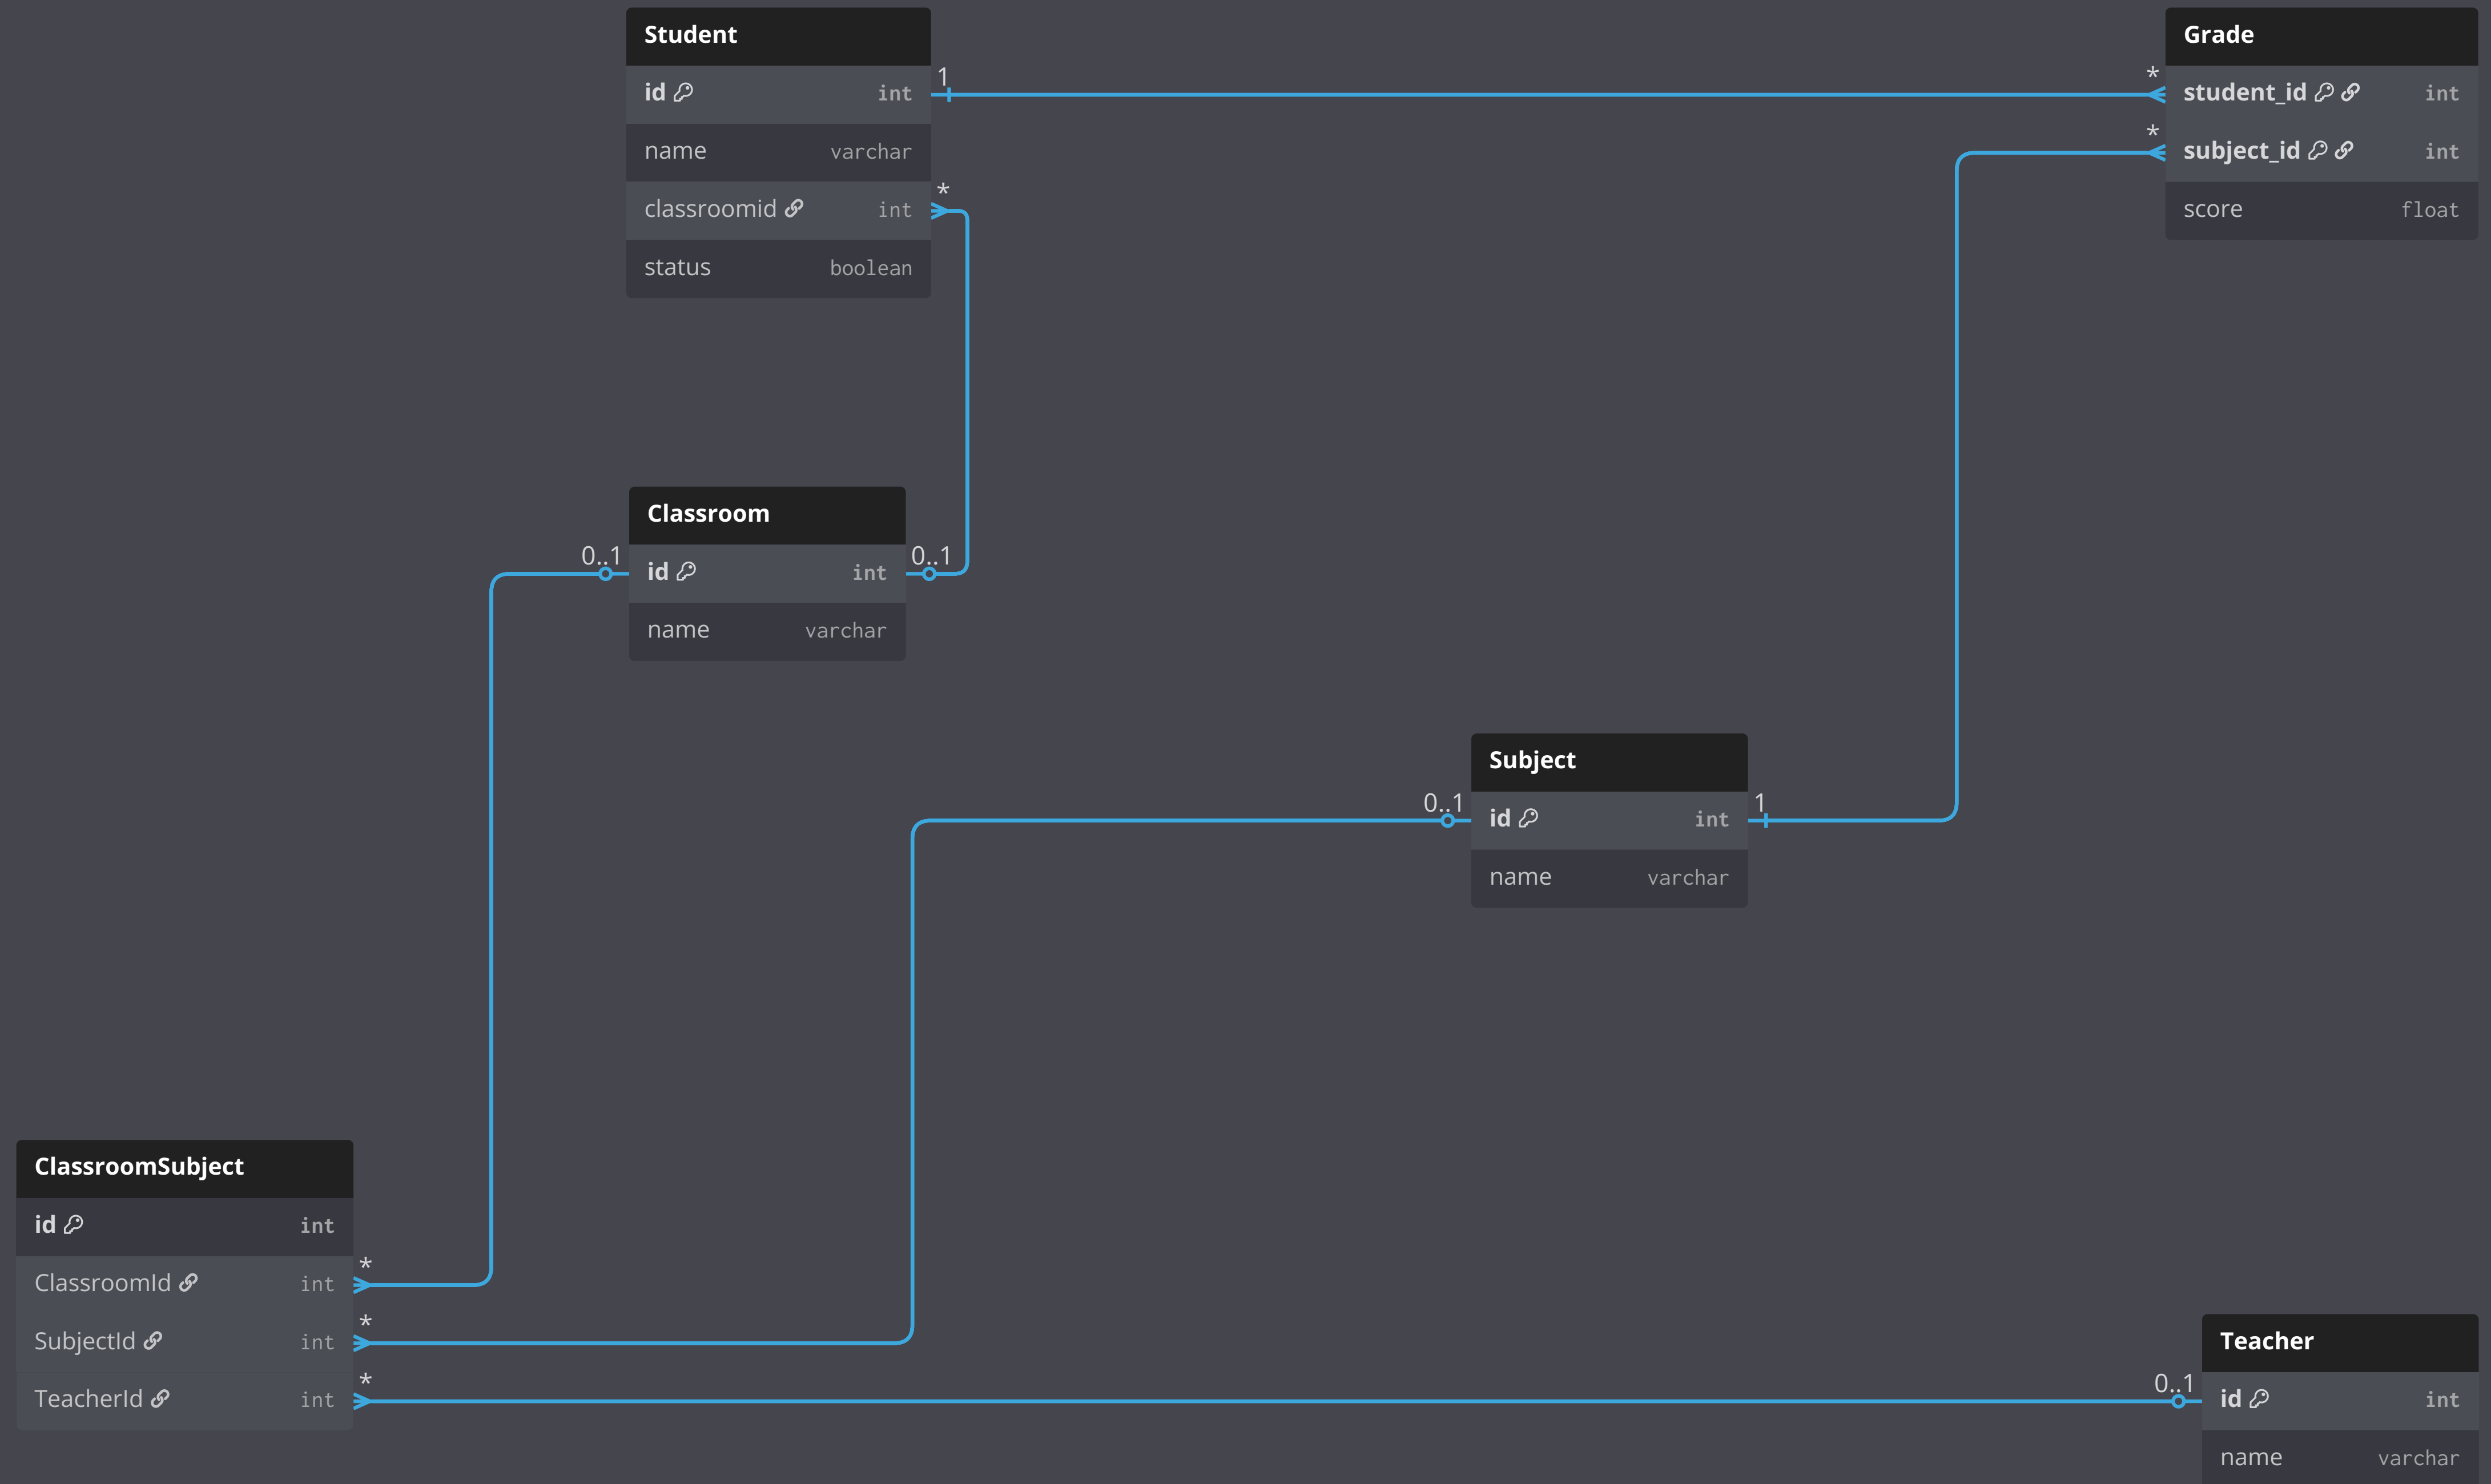 Student
id int
name varchar
classroomid int
status boolean
1
*
*
Grade
student_id int
subject_id int
score float
*
Classroom
id int
name varchar
0..1
0..1
Subject
id int
name varchar
0..1
1
ClassroomSubject
id int
ClassroomId int
SubjectId int
TeacherId int
*
*
*
Teacher
id int
name varchar
0..1